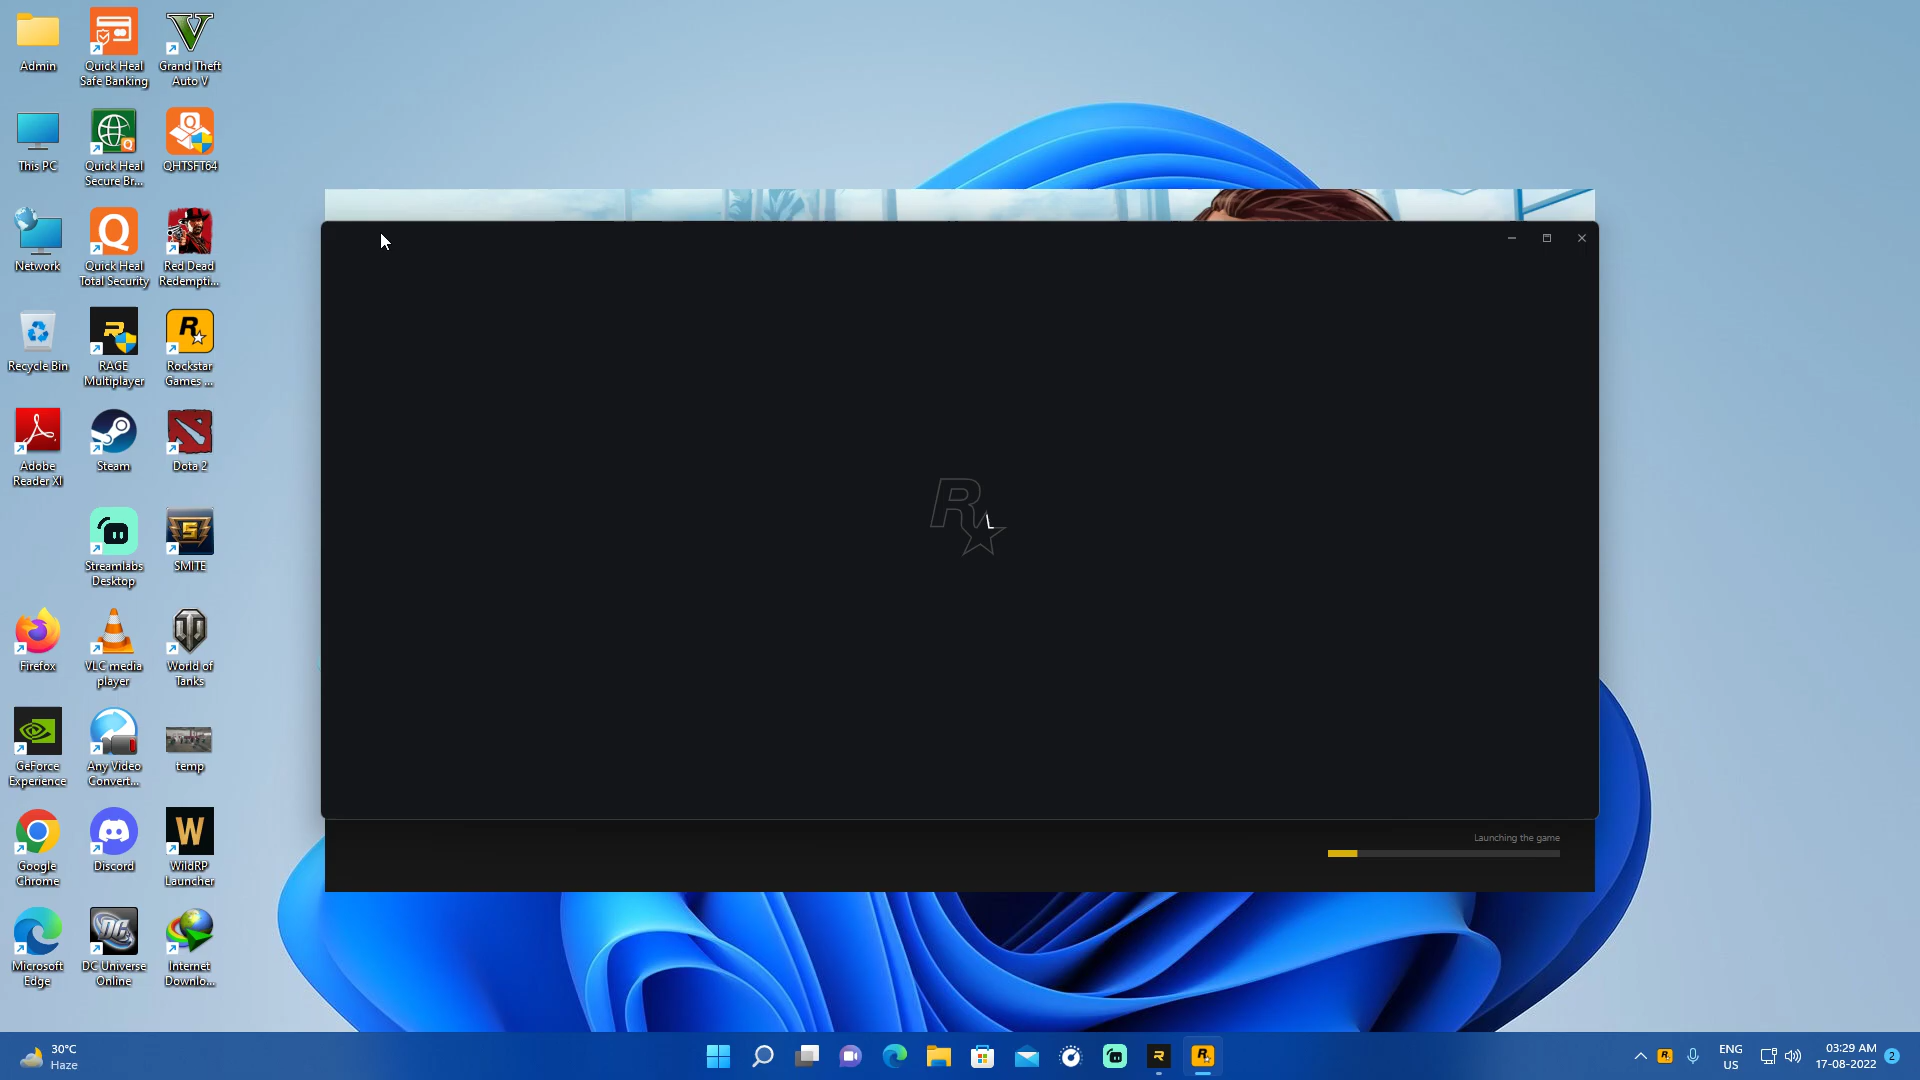 Admin
Quick Heal
Safe Banking
Grand Theft
Auto V
This PC
Quick Heal
Secure Br...
QHTSFT64
Network
Quick Heal
Total Security
Red Dead
Redempti...
Recycle Bin
RAGE
Multiplayer
Rockstar
Games ...
Adobe
Reader XI
Steam
Dota 2
Streamlabs
Desktop
SMITE
Firefox
VLC media
player
World of
Tanks
GeForce
Experience
Any Video
Convert...
temp
Google
Chrome
Discord
WildRP
Launcher
Microsoft
Edge
DC Universe
Online
Internet
Downlo...
Launching the game
30°C
Haze
ENG
US
03:29 AM
17-08-2022
2